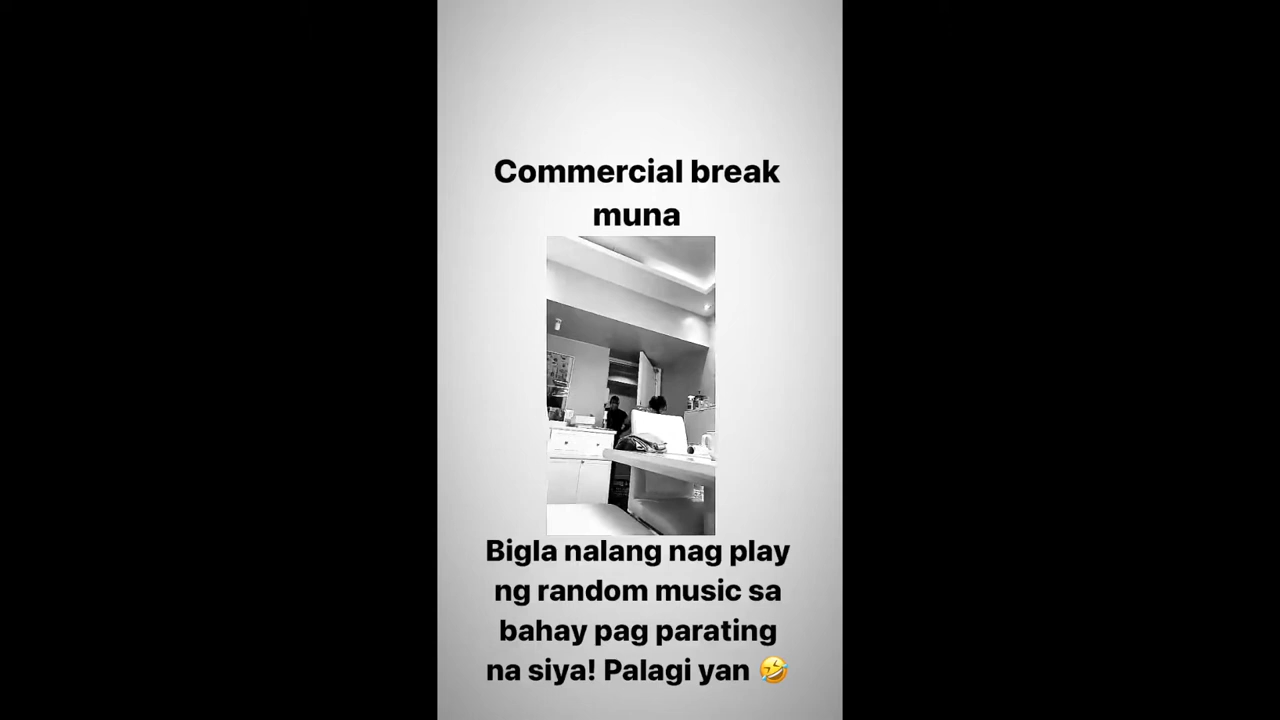 Commercial break
muna
Bigla nalang nag play
ng random music sa
bahay pag parating
na siya! Palagi yan 🤣